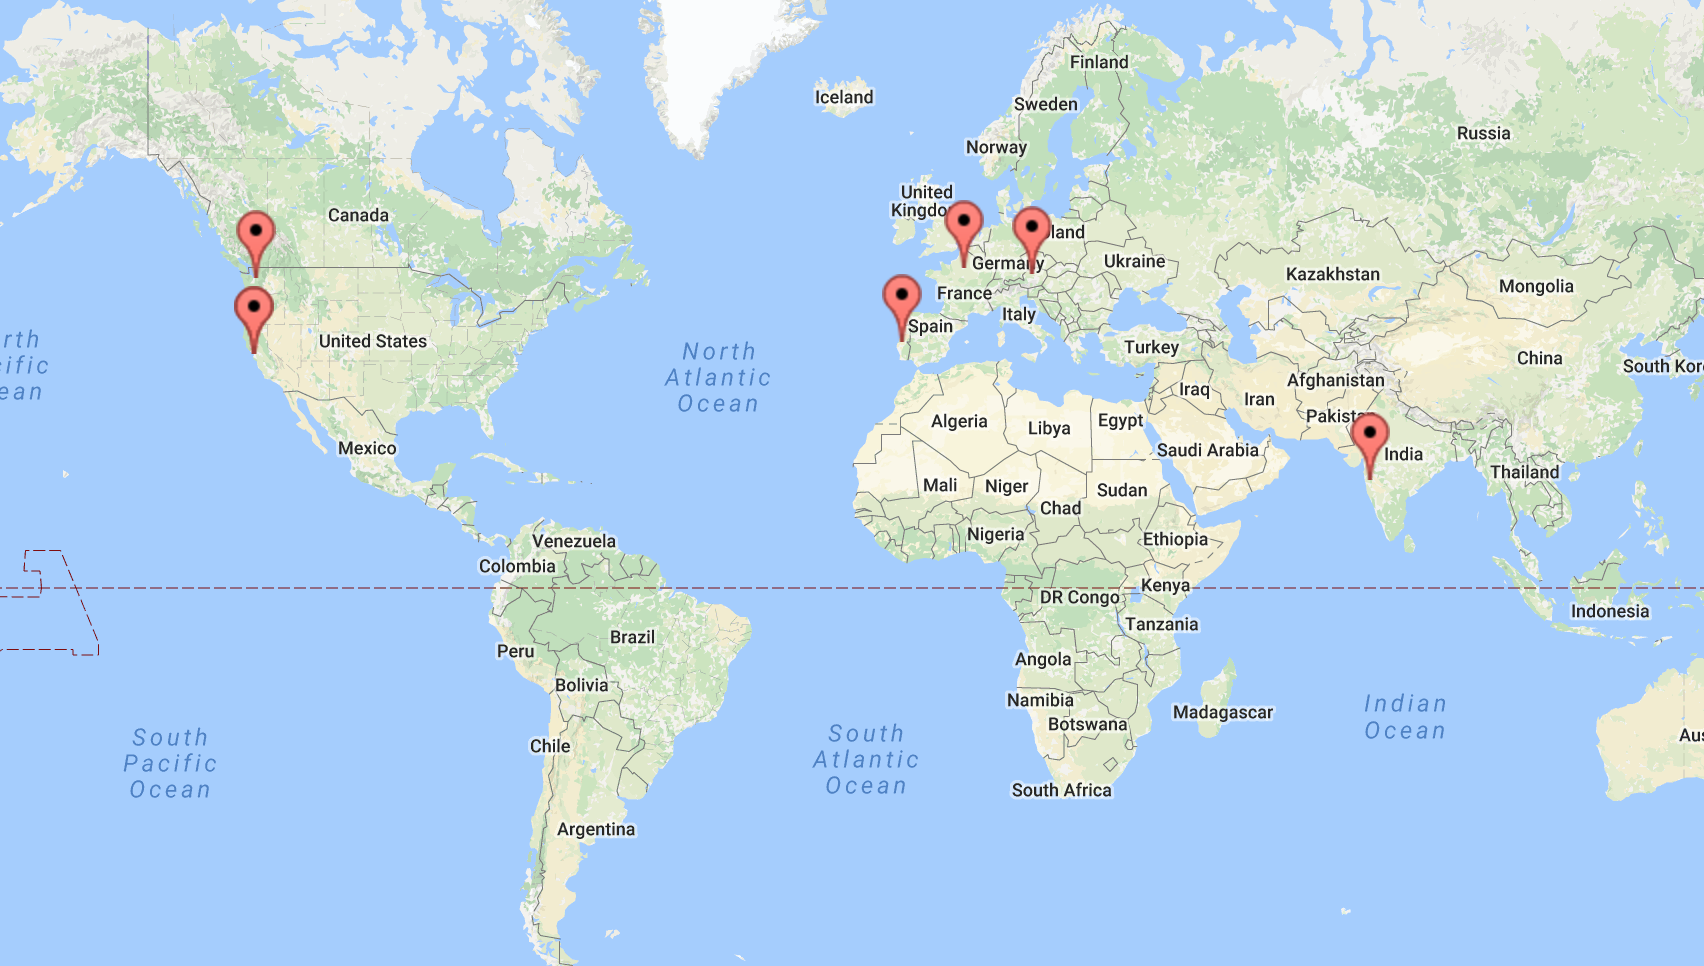 Finland
Iceland
Sweden
Russia
Norway
United
Kingdo
Canada
land
Ukraine
Germany
Kazakhstan
Mongolia
France
Italy
Spain
United States
Turkey
China
South Kor
rth
cific
ean
North
Atlantic
Ocean
Afghanistan
Iraq
Iran
Pakista
Algeria
Libya
Egypt
Saudi Arabia
India
Mexico
Thailand
Mali
Niger
Sudan
Chad
Nigeria
Ethiopia
Venezuela
Colombia
Kenya
DR Congo
Indonesia
Tanzania
Brazil
Peru
Angola
Bolivia
Namibia
Botswana
Madagascar
Indian
Ocean
South
Pacific
Ocean
South
Atlantic
Ocean
Aus
Chile
South Africa
Argentina